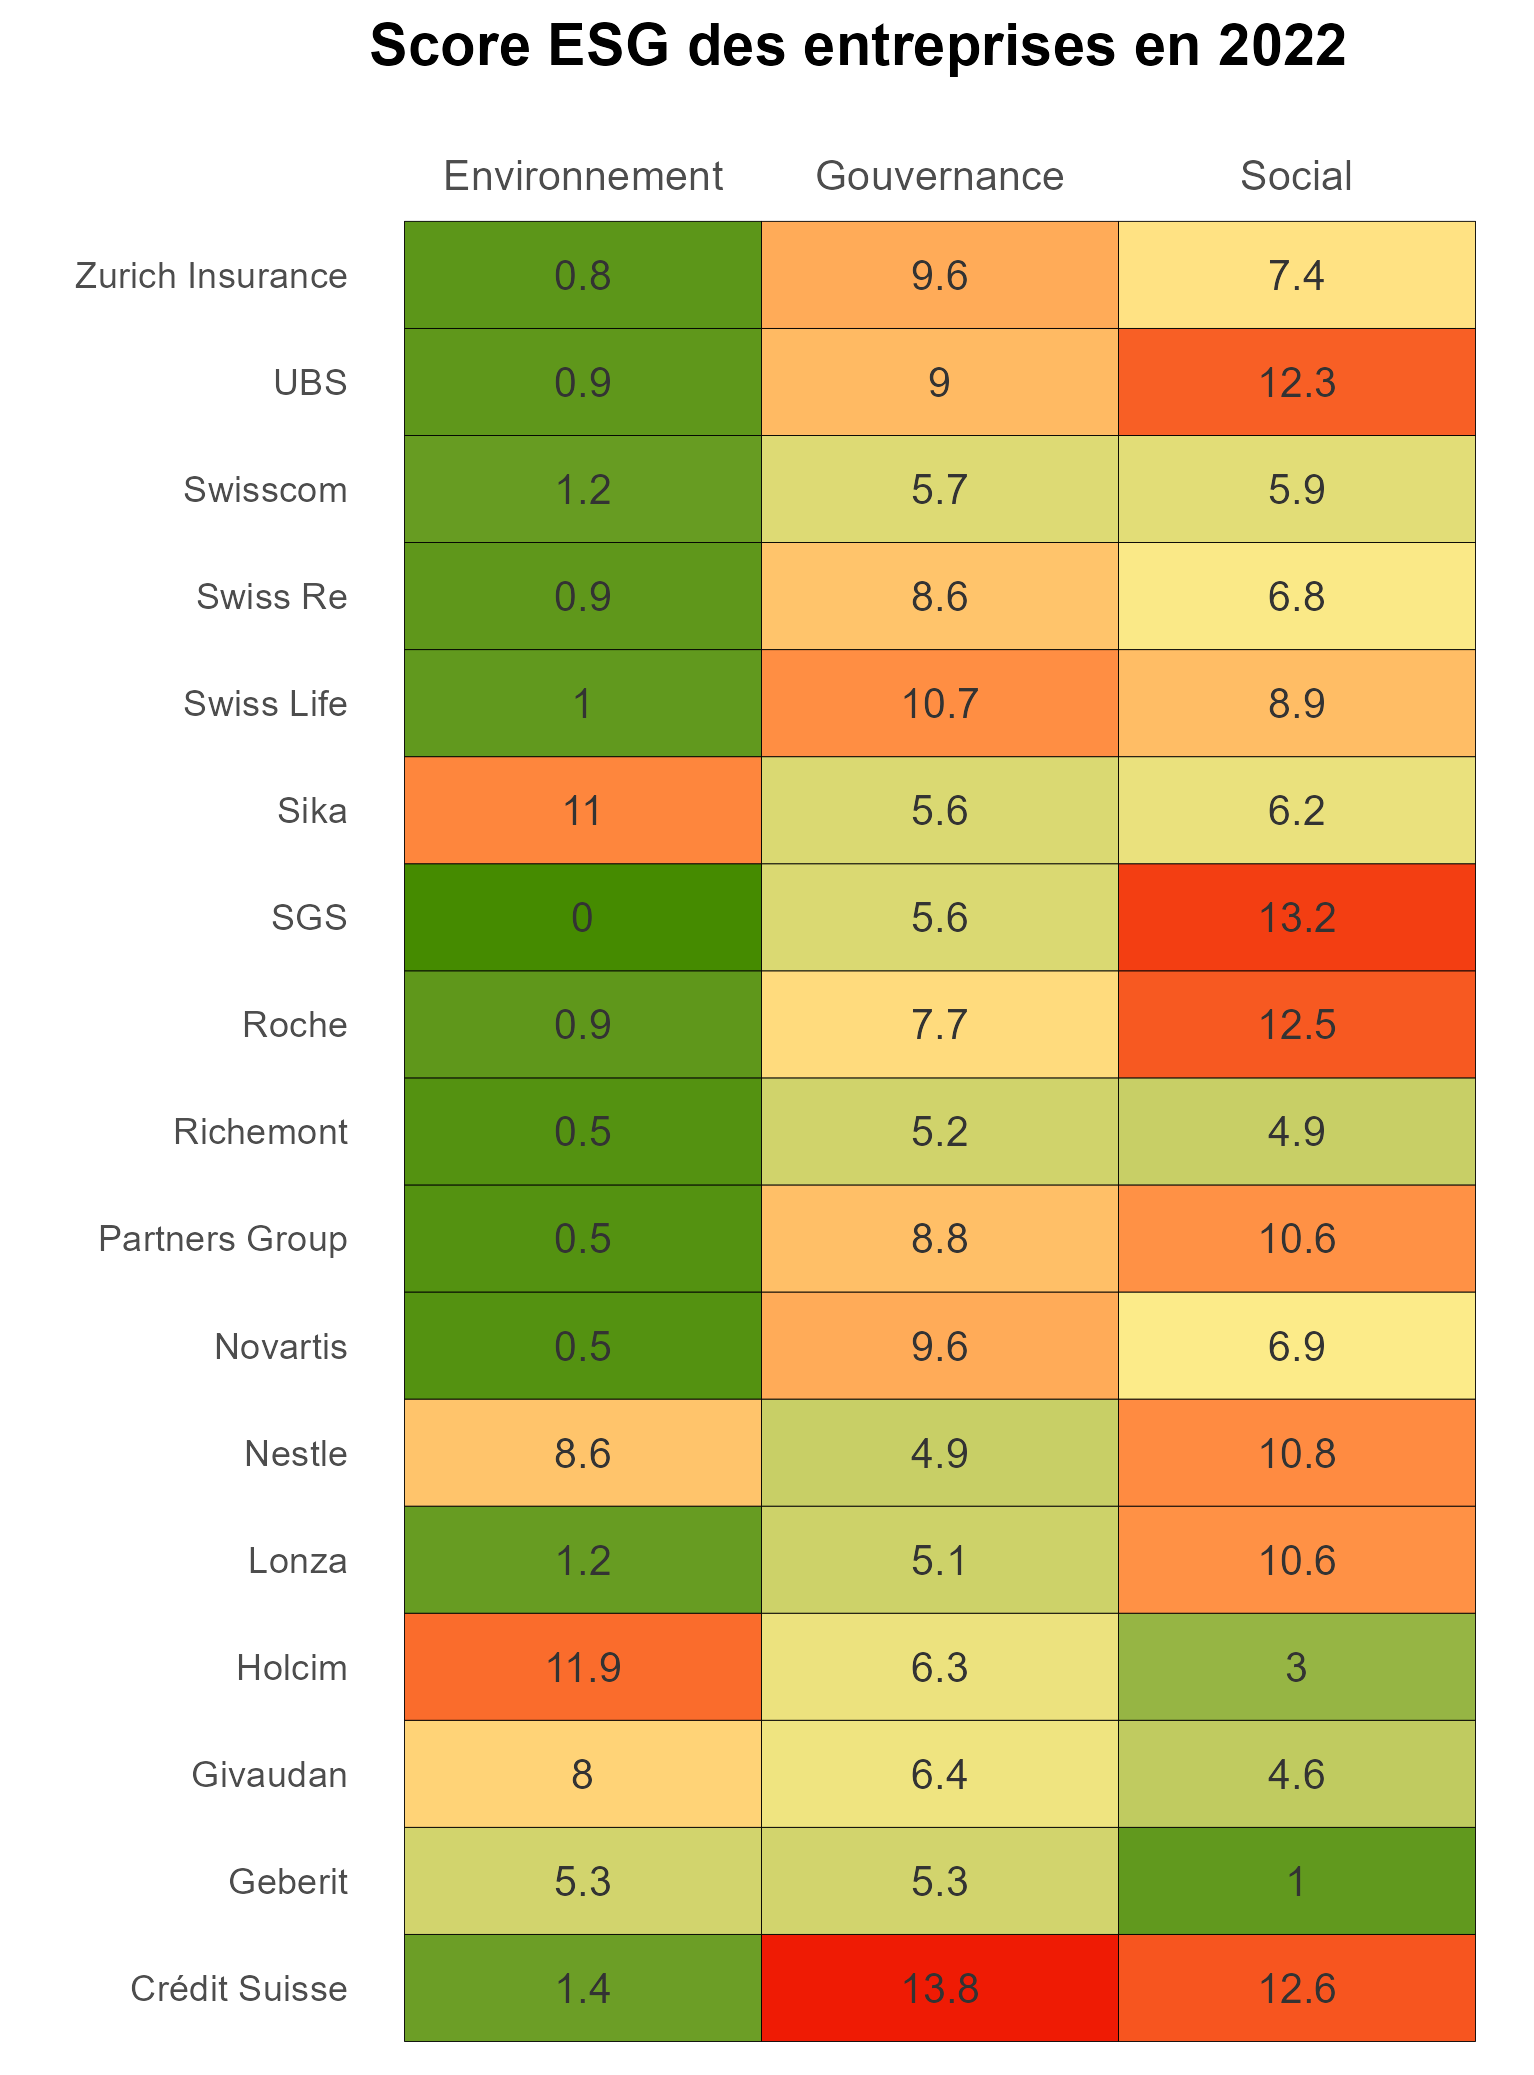 Score ESG des entreprises en 2022
Environnement Gouvernance Social
Zurich Insurance 0.8 9.6 7.4
UBS 0.9 9 12.3
Swisscom 1.2 5.7 5.9
Swiss Re 0.9 8.6 6.8
Swiss Life 1 10.7 8.9
Sika 11 5.6 6.2
SGS 0 5.6 13.2
Roche 0.9 7.7 12.5
Richemont 0.5 5.2 4.9
Partners Group 0.5 8.8 10.6
Novartis 0.5 9.6 6.9
Nestle 8.6 4.9 10.8
Lonza 1.2 5.1 10.6
Holcim 11.9 6.3 3
Givaudan 8 6.4 4.6
Geberit 5.3 5.3 1
Crédit Suisse 1.4 13.8 12.6